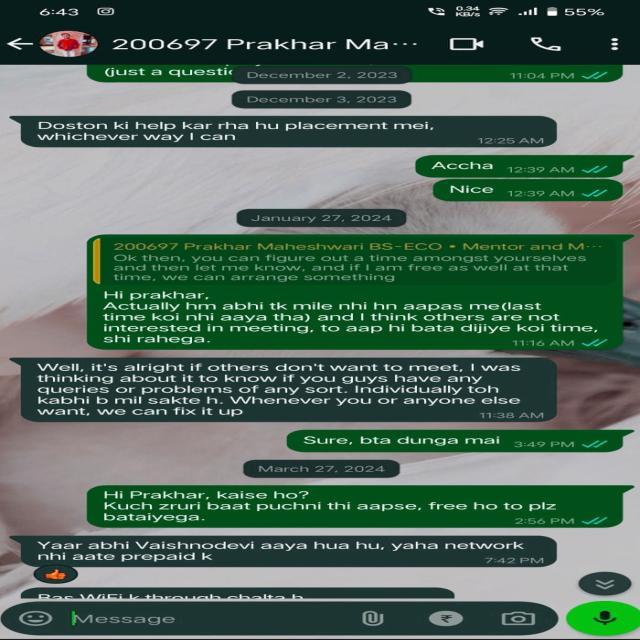 6:43
0.34
KB/s
55%
200697 Prakhar Ma···
(just a questic
11:04 PM
December 2, 2023
December 3, 2023
Doston ki help kar rha hu placement mei,
whichever way I can
12:25 AM
Accha 12:39 AM
Nice 12:39 AM
January 27, 2024
200697 Prakhar Maheshwari BS-ECO • Mentor and M···
Ok then, you can figure out a time amongst yourselves
and then let me know, and if I am free as well at that
time, we can arrange something
Hi prakhar,
Actually hm abhi tk mile nhi hn aapas me(last
time koi nhi aaya tha) and I think others are not
interested in meeting, to aap hi bata dijiye koi time,
shi rahega.
11:16 AM
Well, it's alright if others don't want to meet, I was
thinking about it to know if you guys have any
queries or problems of any sort. Individually toh
kabhi b mil sakte h. Whenever you or anyone else
want, we can fix it up
11:38 AM
Sure, bta dunga mai 3:49 PM
March 27, 2024
Hi Prakhar, kaise ho?
Kuch zruri baat puchni thi aapse, free ho to plz
bataiyega.
2:56 PM
Yaar abhi Vaishnodevi aaya hua hu, yaha network
nhi aate prepaid k
7:42 PM
Bas WiFi k through chalta h
Message